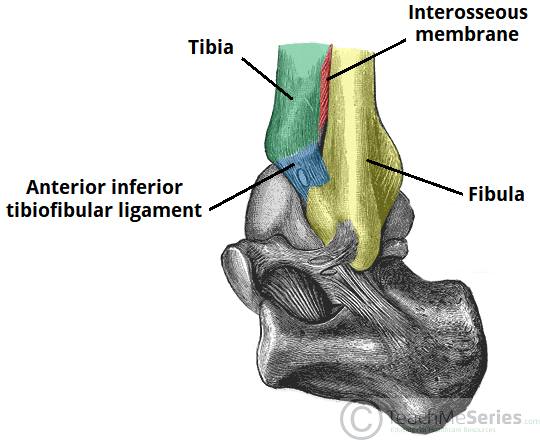 Interosseous
membrane
Tibia
Anterior inferior
tibiofibular ligament
Fibula
© TeachMeSeries.com